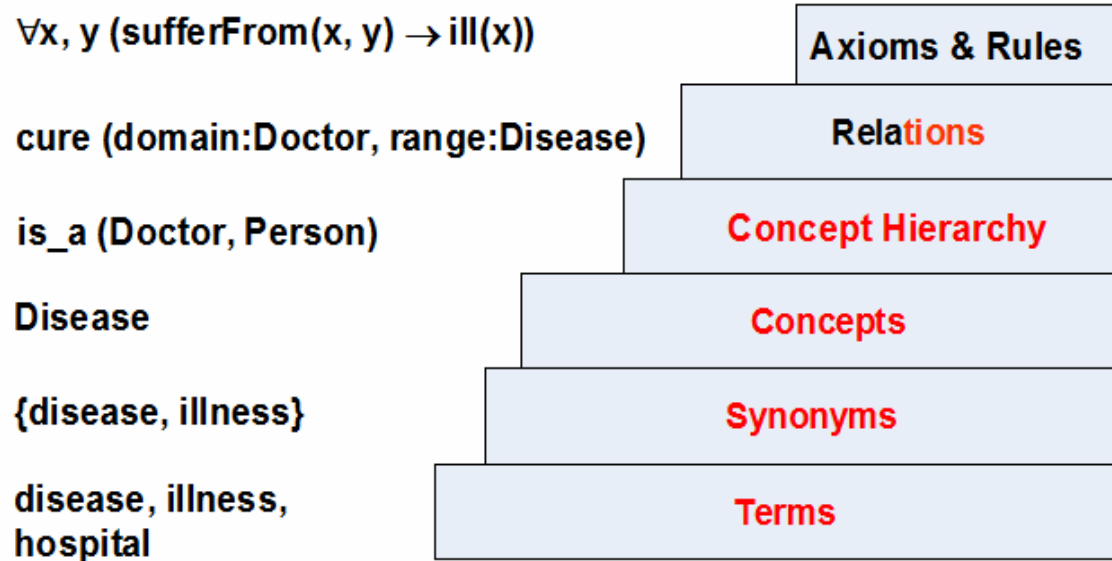 ∀x, y (sufferFrom(x, y) → ill(x))
Axioms & Rules
cure (domain:Doctor, range:Disease)
Relations
is_a (Doctor, Person)
Concept Hierarchy
Disease
Concepts
{disease, illness}
Synonyms
disease, illness,
hospital
Terms